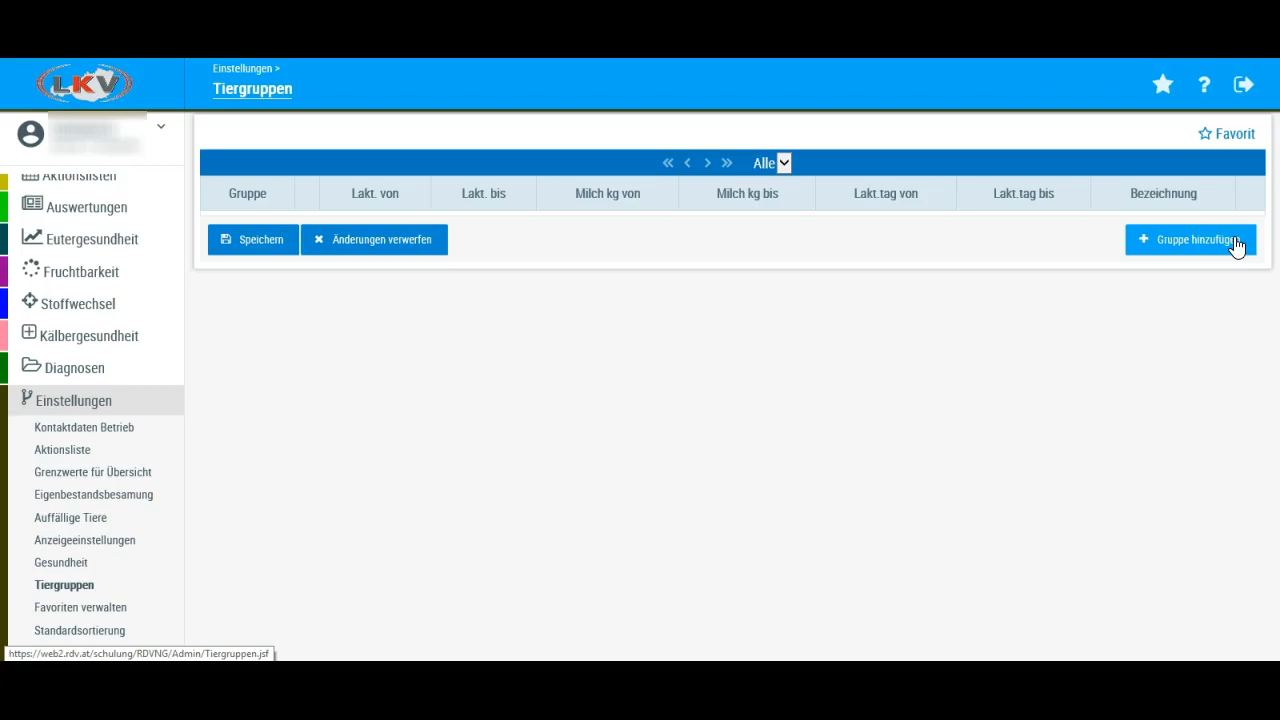 LKV
Einstellungen >
Tiergruppen
?
Favorit
Alle
Gruppe Lakt. von Lakt. bis Milch kg von Milch kg bis Lakt.tag von Lakt.tag bis Bezeichnung
Speichern Änderungen verwerfen Gruppe hinzufügen
Aktionslisten
Auswertungen
Eutergesundheit
Fruchtbarkeit
Stoffwechsel
Kälbergesundheit
Diagnosen
Einstellungen
Kontaktdaten Betrieb
Aktionsliste
Grenzwerte für Übersicht
Eigenbestandsbesamung
Auffällige Tiere
Anzeigeeinstellungen
Gesundheit
Tiergruppen
Favoriten verwalten
Standardsortierung
https://web2.rdv.at/schulung/RDVNG/Admin/Tiergruppen.jsf